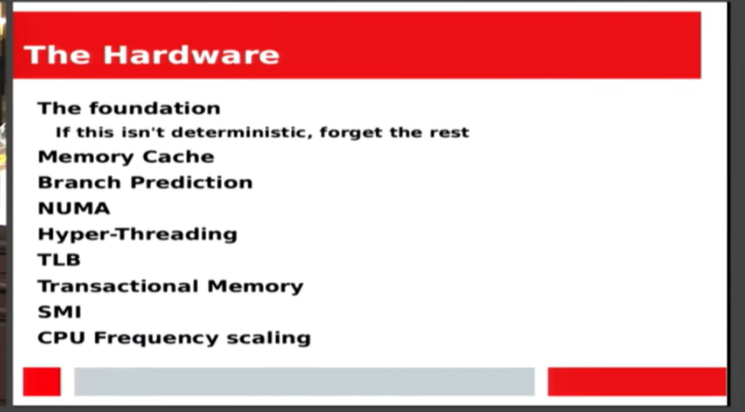 The Hardware
The foundation
If this isn't deterministic, forget the rest
Memory Cache
Branch Prediction
NUMA
Hyper-Threading
TLB
Transactional Memory
SMI
CPU Frequency scaling